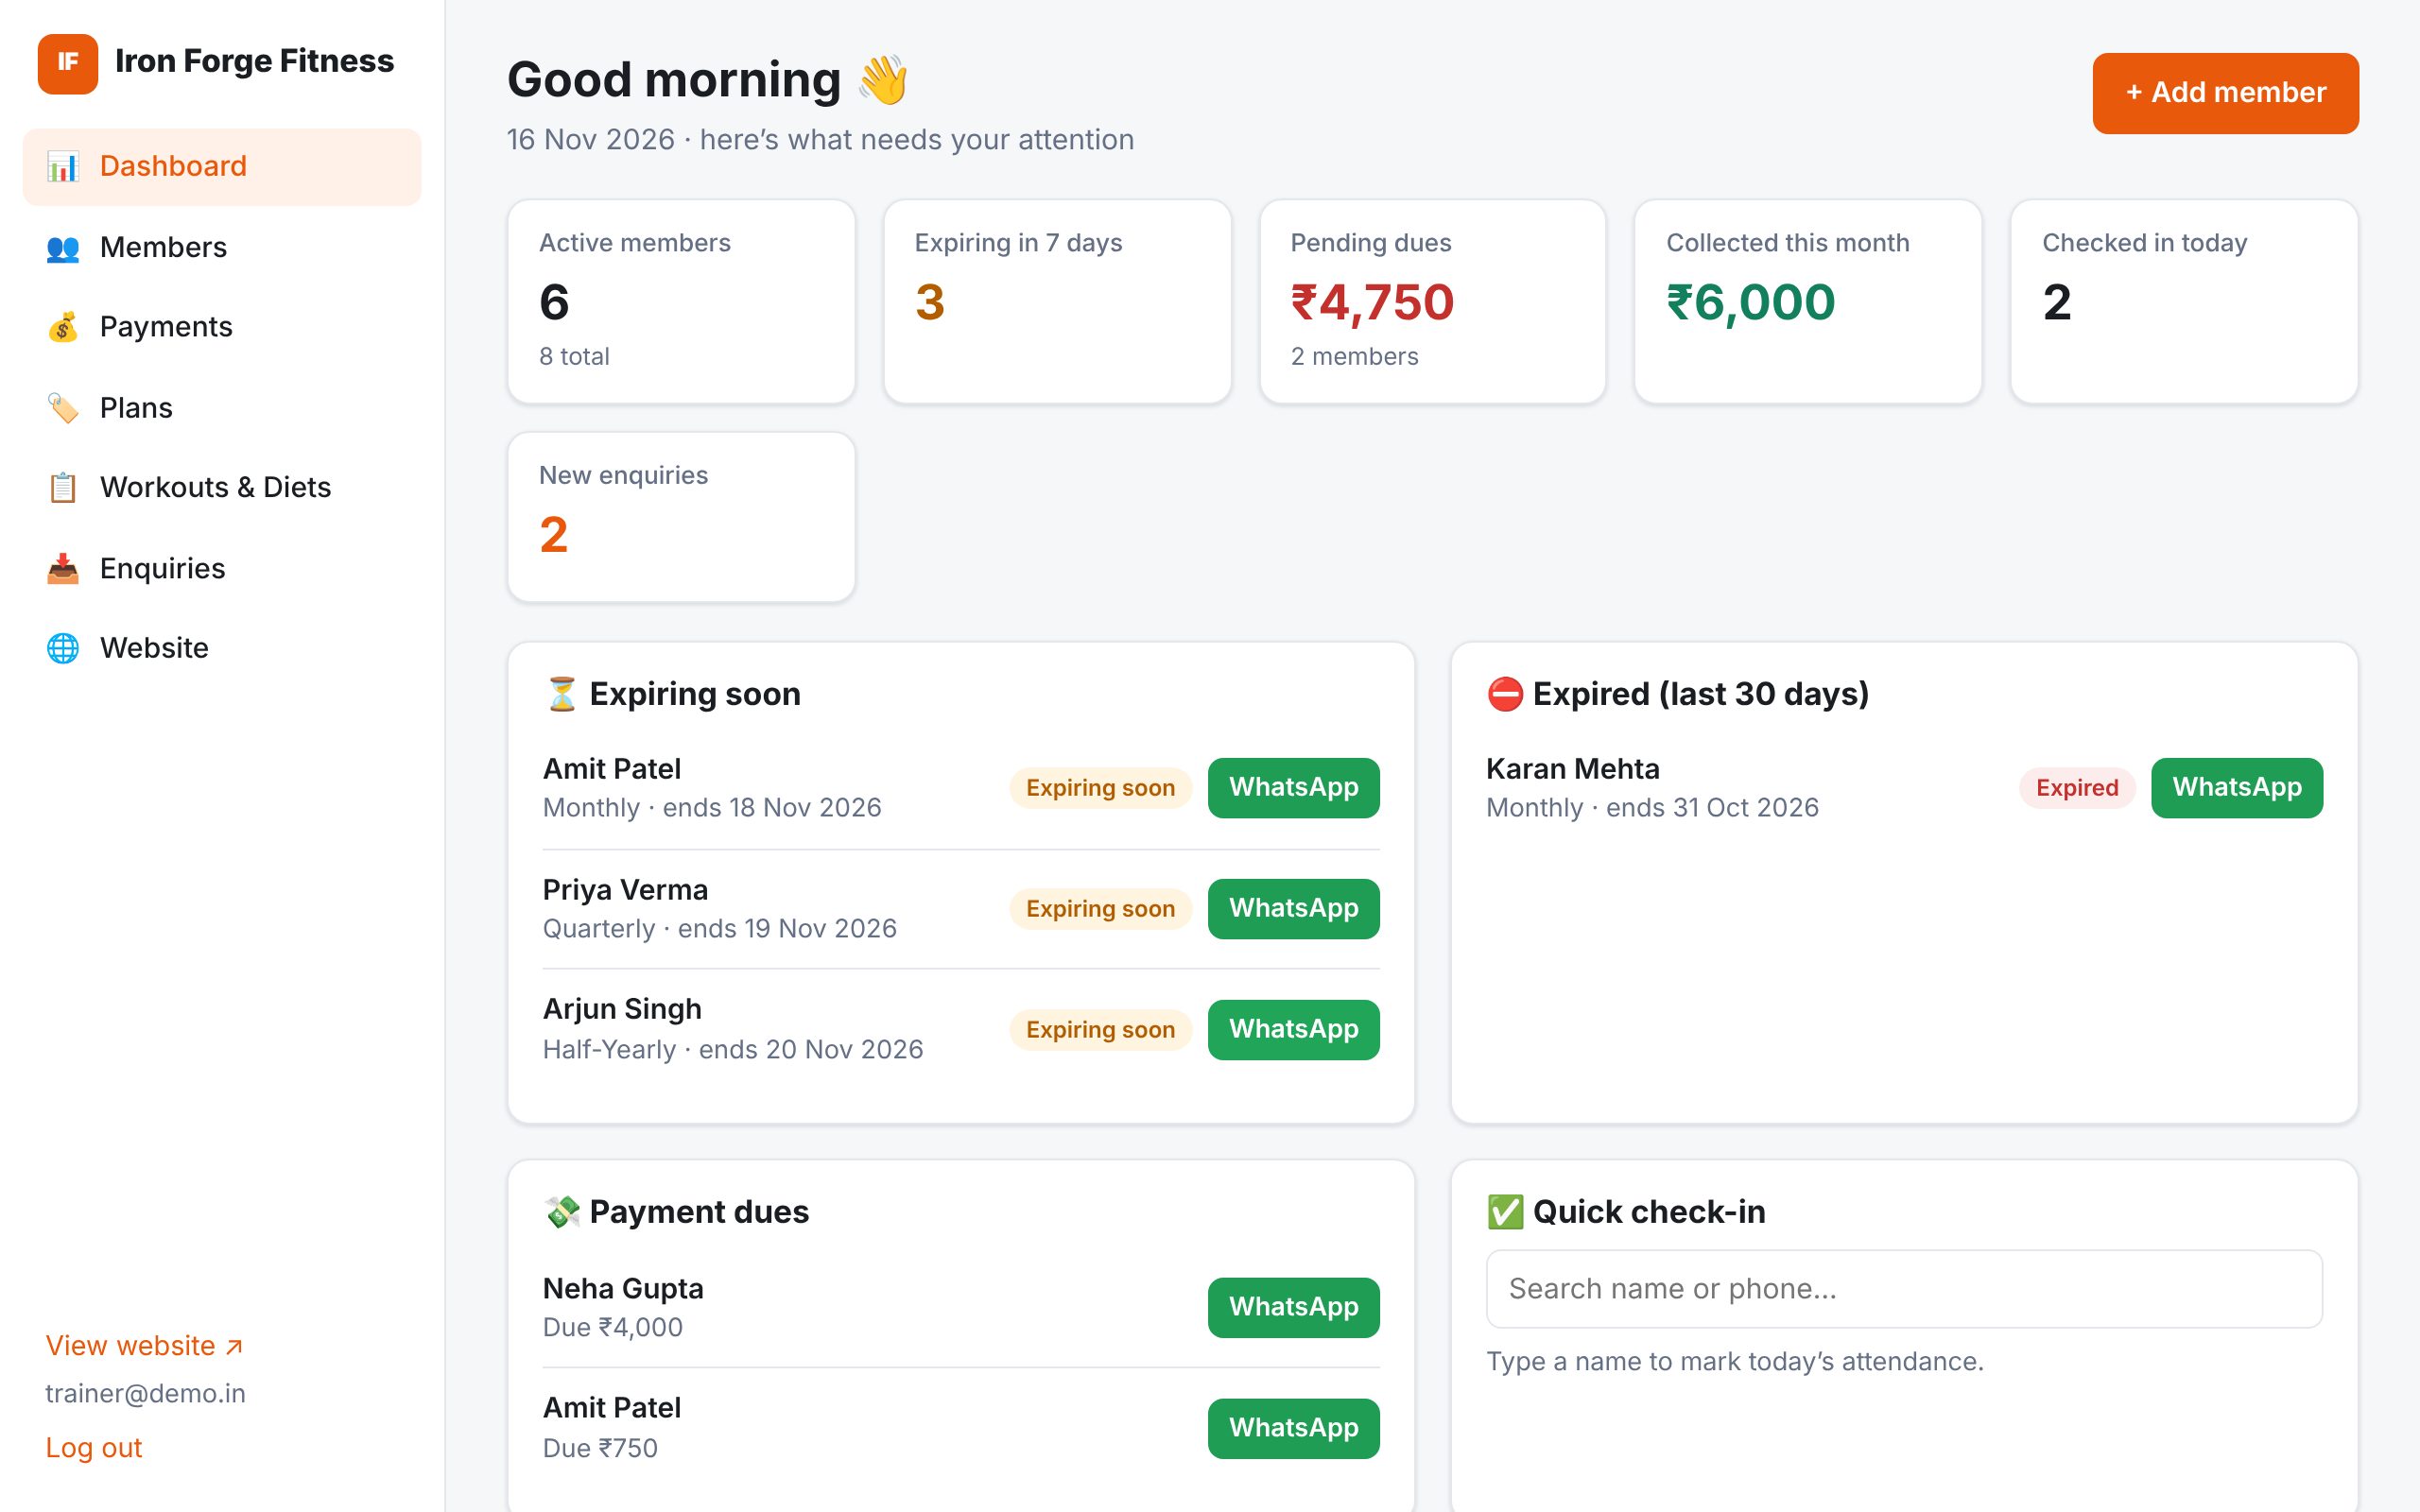 IF Iron Forge Fitness
Dashboard
Members
Payments
Plans
Workouts & Diets
Enquiries
Website
View website ↗
trainer@demo.in
Log out
Good morning 👋
16 Nov 2026 · here’s what needs your attention
+ Add member
Active members
6
8 total
Expiring in 7 days
3
Pending dues
₹4,750
2 members
Collected this month
₹6,000
Checked in today
2
New enquiries
2
⏳ Expiring soon
Amit Patel
Monthly · ends 18 Nov 2026
Expiring soon
WhatsApp
Priya Verma
Quarterly · ends 19 Nov 2026
Expiring soon
WhatsApp
Arjun Singh
Half-Yearly · ends 20 Nov 2026
Expiring soon
WhatsApp
⛔ Expired (last 30 days)
Karan Mehta
Monthly · ends 31 Oct 2026
Expired
WhatsApp
💸 Payment dues
Neha Gupta
Due ₹4,000
WhatsApp
Amit Patel
Due ₹750
WhatsApp
✅ Quick check-in
Search name or phone...
Type a name to mark today’s attendance.